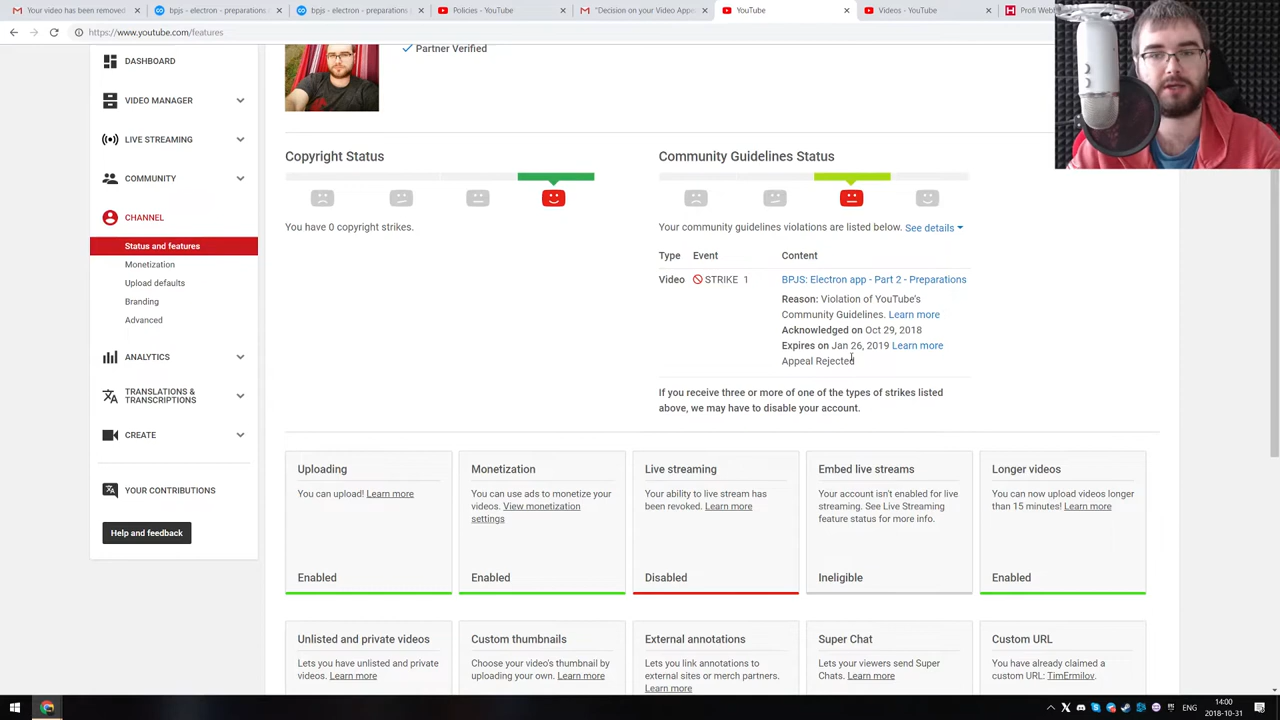 Your video has been removed
bpjs - electron - preparations
bpjs - electron - preparations
Policies - YouTube
"Decision on your Video Appe
YouTube
Videos - YouTube
Profi Web
https://www.youtube.com/features
Partner Verified
DASHBOARD
VIDEO MANAGER
LIVE STREAMING
COMMUNITY
CHANNEL
Status and features
Monetization
Upload defaults
Branding
Advanced
ANALYTICS
TRANSLATIONS &
TRANSCRIPTIONS
CREATE
YOUR CONTRIBUTIONS
Help and feedback
Copyright Status
You have 0 copyright strikes.
Community Guidelines Status
Your community guidelines violations are listed below. See details
Type Event Content
Video STRIKE 1 BPJS: Electron app - Part 2 - Preparations
Reason: Violation of YouTube's
Community Guidelines. Learn more
Acknowledged on Oct 29, 2018
Expires on Jan 26, 2019 Learn more
Appeal Rejected
If you receive three or more of one of the types of strikes listed
above, we may have to disable your account.
Uploading
You can upload! Learn more
Enabled
Monetization
You can use ads to monetize your
videos. View monetization
settings
Enabled
Live streaming
Your ability to live stream has
been revoked. Learn more
Disabled
Embed live streams
Your account isn't enabled for live
streaming. See Live Streaming
feature status for more info.
Ineligible
Longer videos
You can now upload videos longer
than 15 minutes! Learn more
Enabled
Unlisted and private videos
Lets you have unlisted and private
videos. Learn more
Custom thumbnails
Choose your video's thumbnail by
uploading your own. Learn more
External annotations
Lets you link annotations to
external sites or merch partners.
Learn more
Super Chat
Lets your viewers send Super
Chats. Learn more
Custom URL
You have already claimed a
custom URL: TimErmilov.
ENG
14:00
2018-10-31